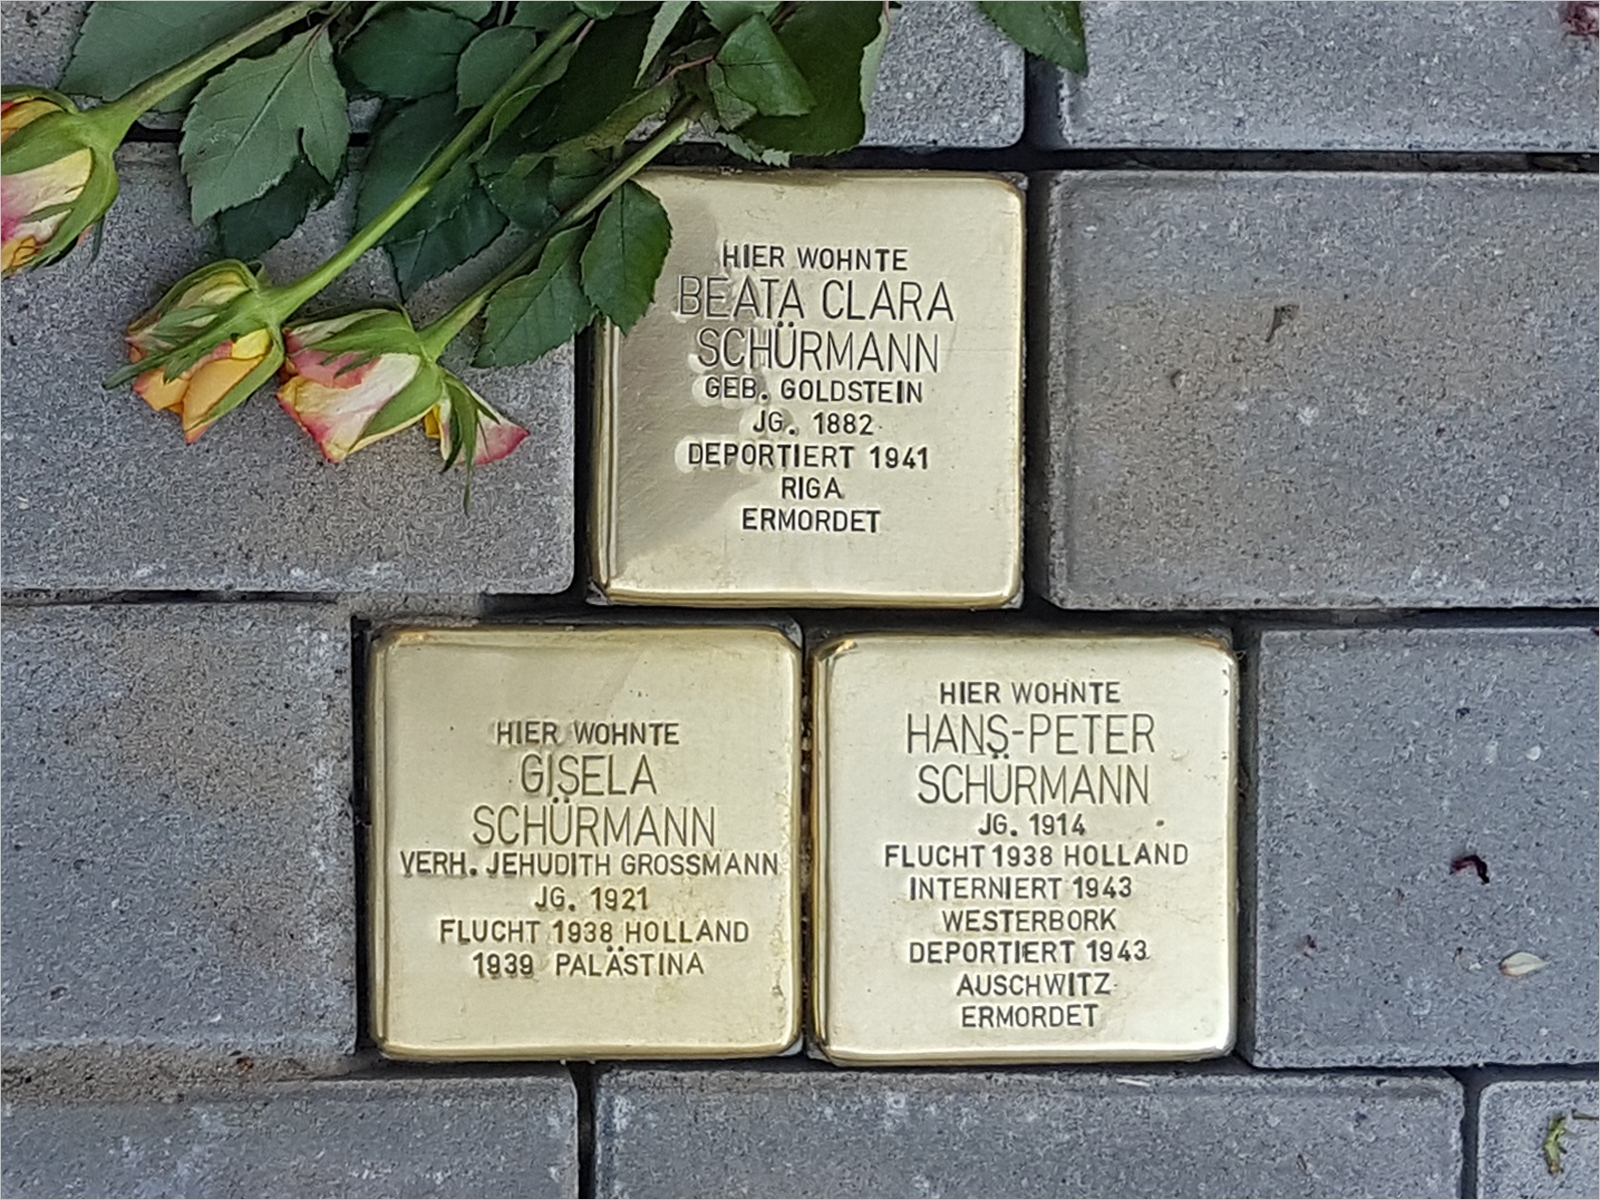 HIER WOHNTE
BEATA CLARA
SCHÜRMANN
GEB. GOLDSTEIN
JG. 1882
DEPORTIERT 1941
RIGA
ERMORDET
HIER WOHNTE
GISELA
SCHÜRMANN
VERH. JEHUDITH GROSSMANN
JG. 1921
FLUCHT 1938 HOLLAND
1939 PALÄSTINA
HIER WOHNTE
HANS-PETER
SCHÜRMANN
JG. 1914
FLUCHT 1938 HOLLAND
INTERNIERT 1943
WESTERBORK
DEPORTIERT 1943
AUSCHWITZ
ERMORDET